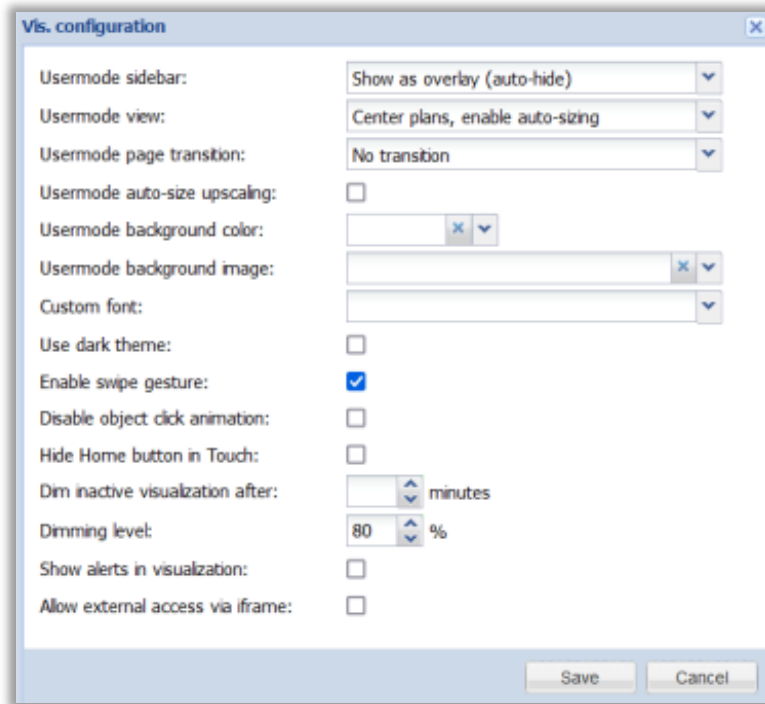 Vis. configuration
Usermode sidebar: Show as overlay (auto-hide)
Usermode view: Center plans, enable auto-sizing
Usermode page transition: No transition
Usermode auto-size upscaling:
Usermode background color:
Usermode background image:
Custom font:
Use dark theme:
Enable swipe gesture:
Disable object click animation:
Hide Home button in Touch:
Dim inactive visualization after: minutes
Dimming level: 80 %
Show alerts in visualization:
Allow external access via iframe:
Save Cancel